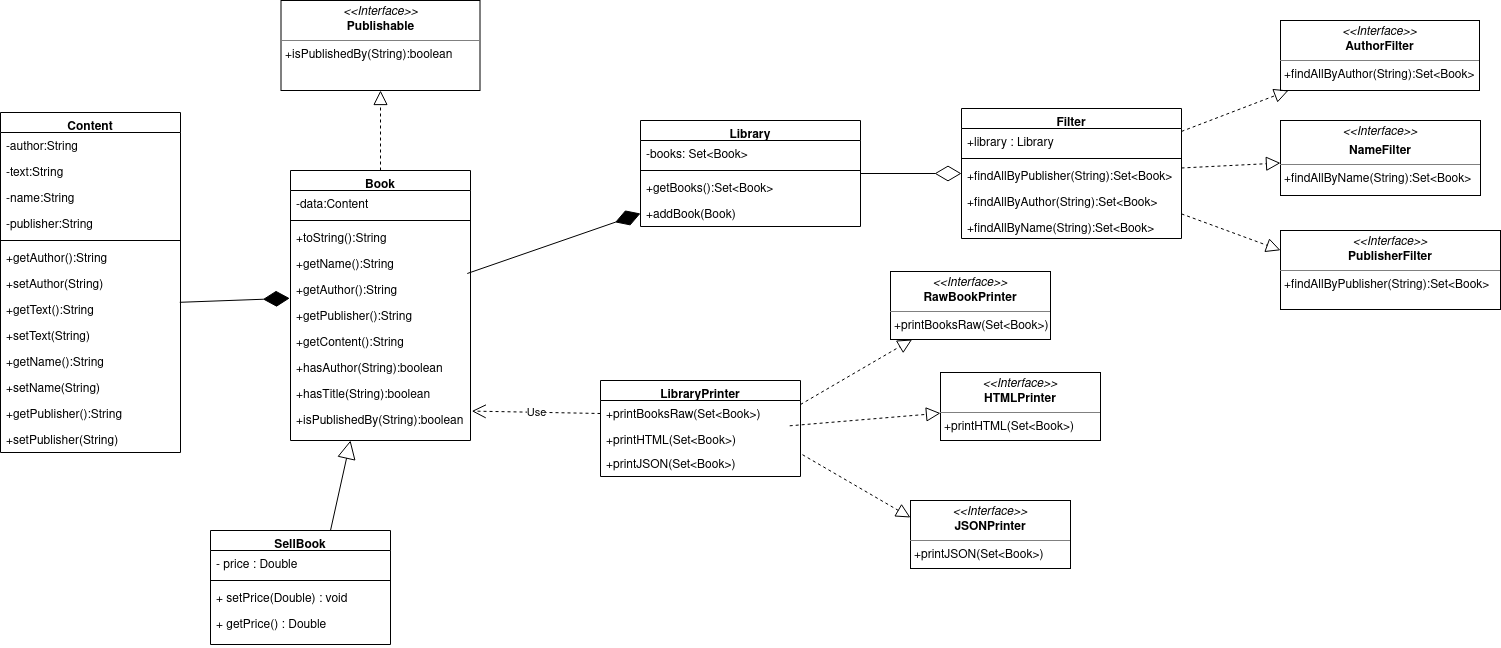 <<Interface>>
Publishable
+isPublishedBy(String):boolean
Content
-author:String
-text:String
-name:String
-publisher:String
+getAuthor():String
+setAuthor(String)
+getText():String
+setText(String)
+getName():String
+setName(String)
+getPublisher():String
+setPublisher(String)
Book
-data:Content
+toString():String
+getName():String
+getAuthor():String
+getPublisher():String
+getContent():String
+hasAuthor(String):boolean
+hasTitle(String):boolean
+isPublishedBy(String):boolean
SellBook
- price : Double
+ setPrice(Double) : void
+ getPrice() : Double
Library
-books: Set<Book>
+getBooks():Set<Book>
+addBook(Book)
Filter
+library : Library
+findAllByPublisher(String):Set<Book>
+findAllByAuthor(String):Set<Book>
+findAllByName(String):Set<Book>
<<Interface>>
AuthorFilter
+findAllByAuthor(String):Set<Book>
<<Interface>>
NameFilter
+findAllByName(String):Set<Book>
<<Interface>>
PublisherFilter
+findAllByPublisher(String):Set<Book>
Use
LibraryPrinter
+printBooksRaw(Set<Book>)
+printHTML(Set<Book>)
+printJSON(Set<Book>)
<<Interface>>
RawBookPrinter
+printBooksRaw(Set<Book>)
<<Interface>>
HTMLPrinter
+printHTML(Set<Book>)
<<Interface>>
JSONPrinter
+printJSON(Set<Book>)